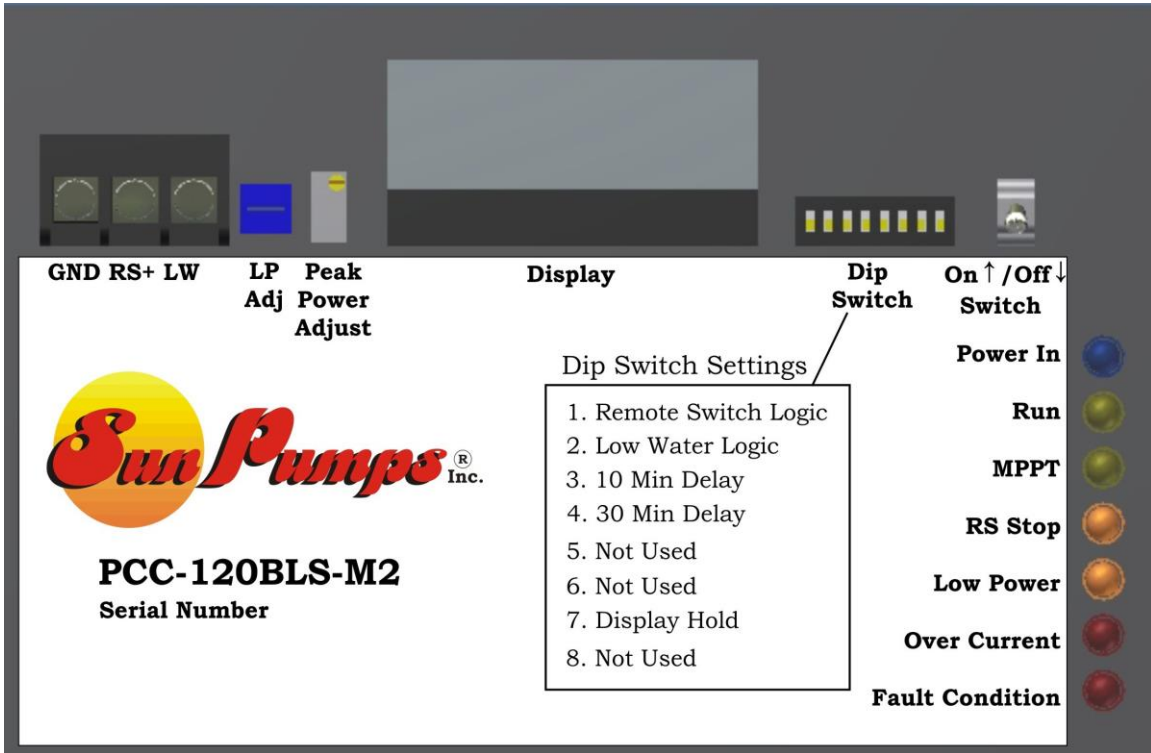 GND RS+ LW
LP Adj
Peak Power Adjust
Display
Dip Switch
On ↑ /Off ↓ Switch
Dip Switch Settings
1. Remote Switch Logic
2. Low Water Logic
3. 10 Min Delay
4. 30 Min Delay
5. Not Used
6. Not Used
7. Display Hold
8. Not Used
Power In
Run
MPPT
RS Stop
Low Power
Over Current
Fault Condition
Sun Pumps ® Inc.
PCC-120BLS-M2
Serial Number